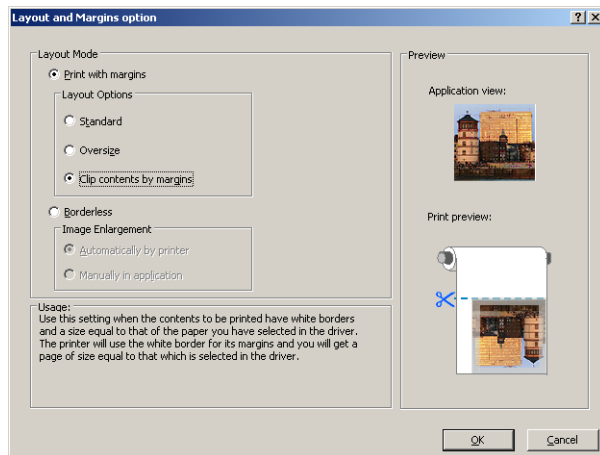 Layout and Margins option
Layout Mode
Print with margins
Layout Options
Standard
Oversize
Clip contents by margins
Borderless
Image Enlargement
Automatically by printer
Manually in application
Usage:
Use this setting when the contents to be printed have white borders
and a size equal to that of the paper you have selected in the driver.
The printer will use the white border for its margins and you will get a
page of size equal to that which is selected in the driver.
Preview
Application view:
Print preview:
OK
Cancel